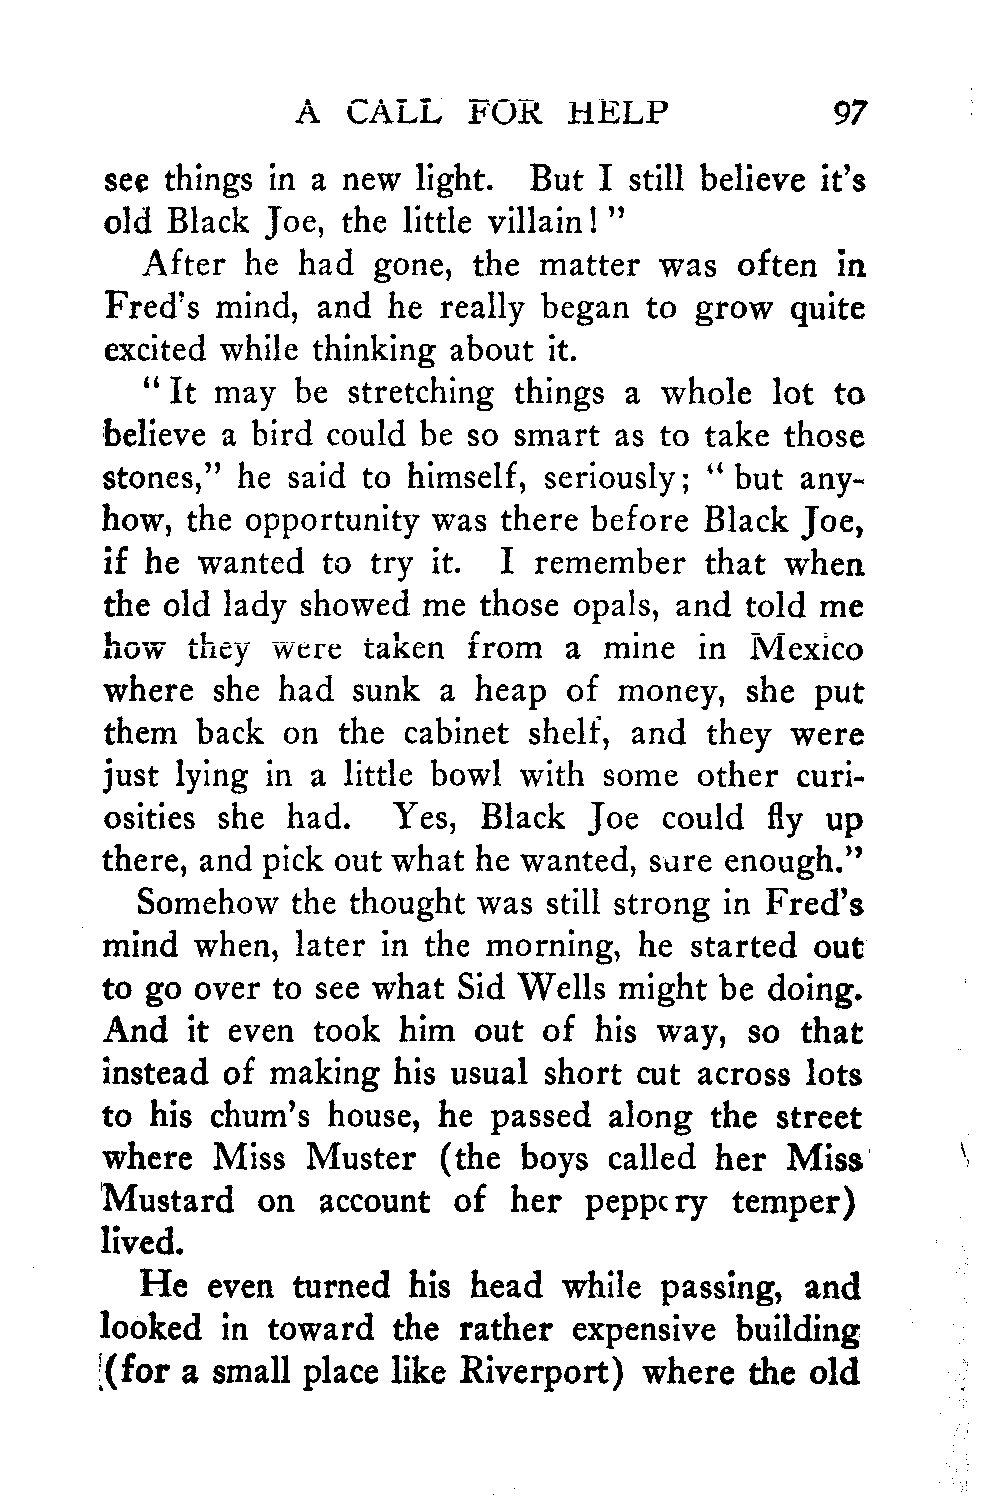 A CALL FOR HELP 97
see things in a new light. But I still believe it's
old Black Joe, the little villain!"
After he had gone, the matter was often in
Fred's mind, and he really began to grow quite
excited while thinking about it.
"It may be stretching things a whole lot to
believe a bird could be so smart as to take those
stones," he said to himself, seriously; "but any-
how, the opportunity was there before Black Joe,
if he wanted to try it. I remember that when
the old lady showed me those opals, and told me
how they were taken from a mine in Mexico
where she had sunk a heap of money, she put
them back on the cabinet shelf, and they were
just lying in a little bowl with some other curi-
osities she had. Yes, Black Joe could fly up
there, and pick out what he wanted, sure enough."
Somehow the thought was still strong in Fred's
mind when, later in the morning, he started out
to go over to see what Sid Wells might be doing.
And it even took him out of his way, so that
instead of making his usual short cut across lots
to his chum's house, he passed along the street
where Miss Muster (the boys called her Miss
Mustard on account of her peppery temper)
lived.
He even turned his head while passing, and
looked in toward the rather expensive building
(for a small place like Riverport) where the old